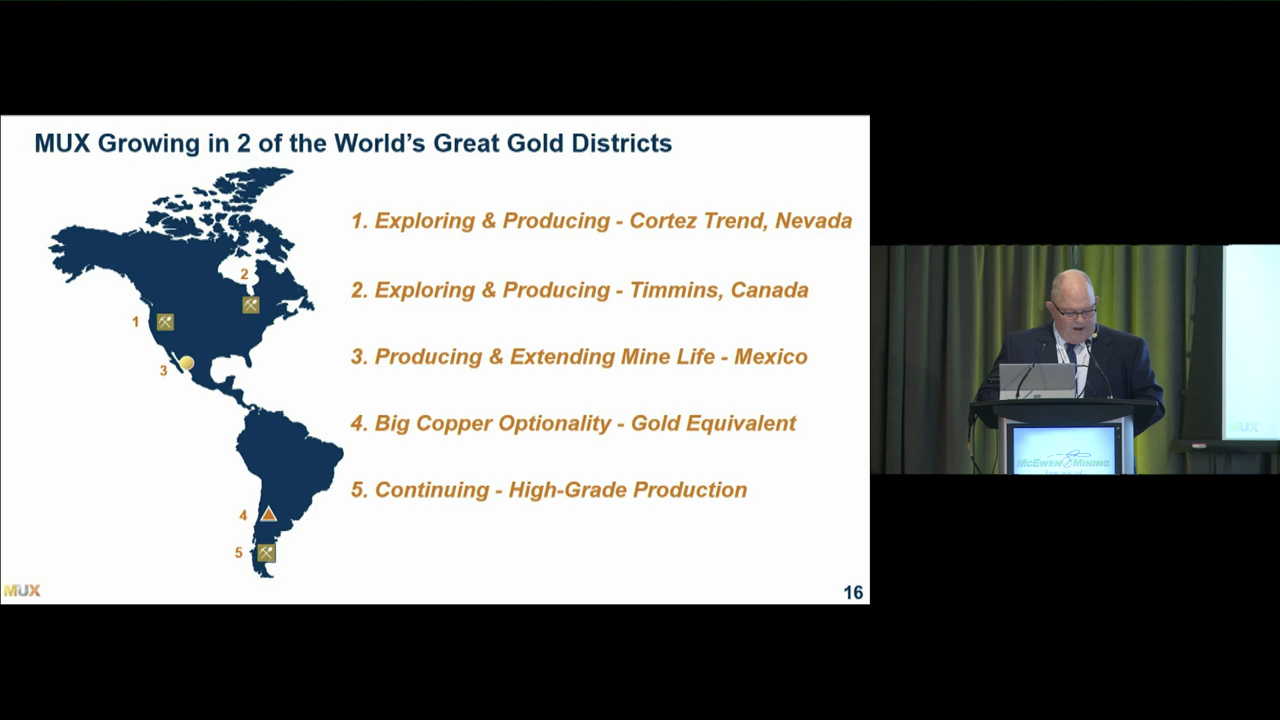 MUX Growing in 2 of the World's Great Gold Districts
1. Exploring & Producing - Cortez Trend, Nevada
2. Exploring & Producing - Timmins, Canada
3. Producing & Extending Mine Life - Mexico
4. Big Copper Optionality - Gold Equivalent
5. Continuing - High-Grade Production
2
1
3
4
5
MUX
16
MUX
McEWEN MINING